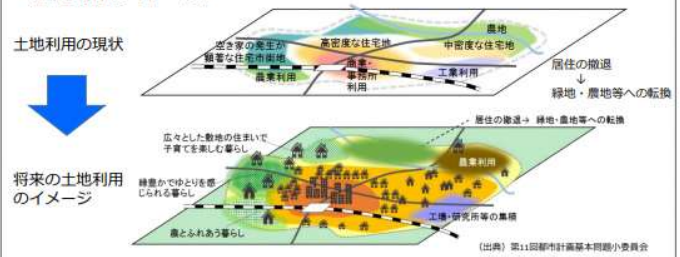 土地利用の現状
農地
高密度な住宅地
中密度な住宅地
空き家の発生が
顕著な住宅市街地
商業・
事務所
利用
工業利用
農業利用
居住の撤退
↓
緑地・農地等への転換
居住の撤退→ 緑地・農地等への転換
広々とした敷地の住まいで
子育てを楽しむ暮らし
農業利用
将来の土地利用
のイメージ
緑豊かでゆとりを感
じられる暮らし
工場・研究所等の集積
農とふれあう暮らし
(出典) 第11回都市計画基本問題小委員会